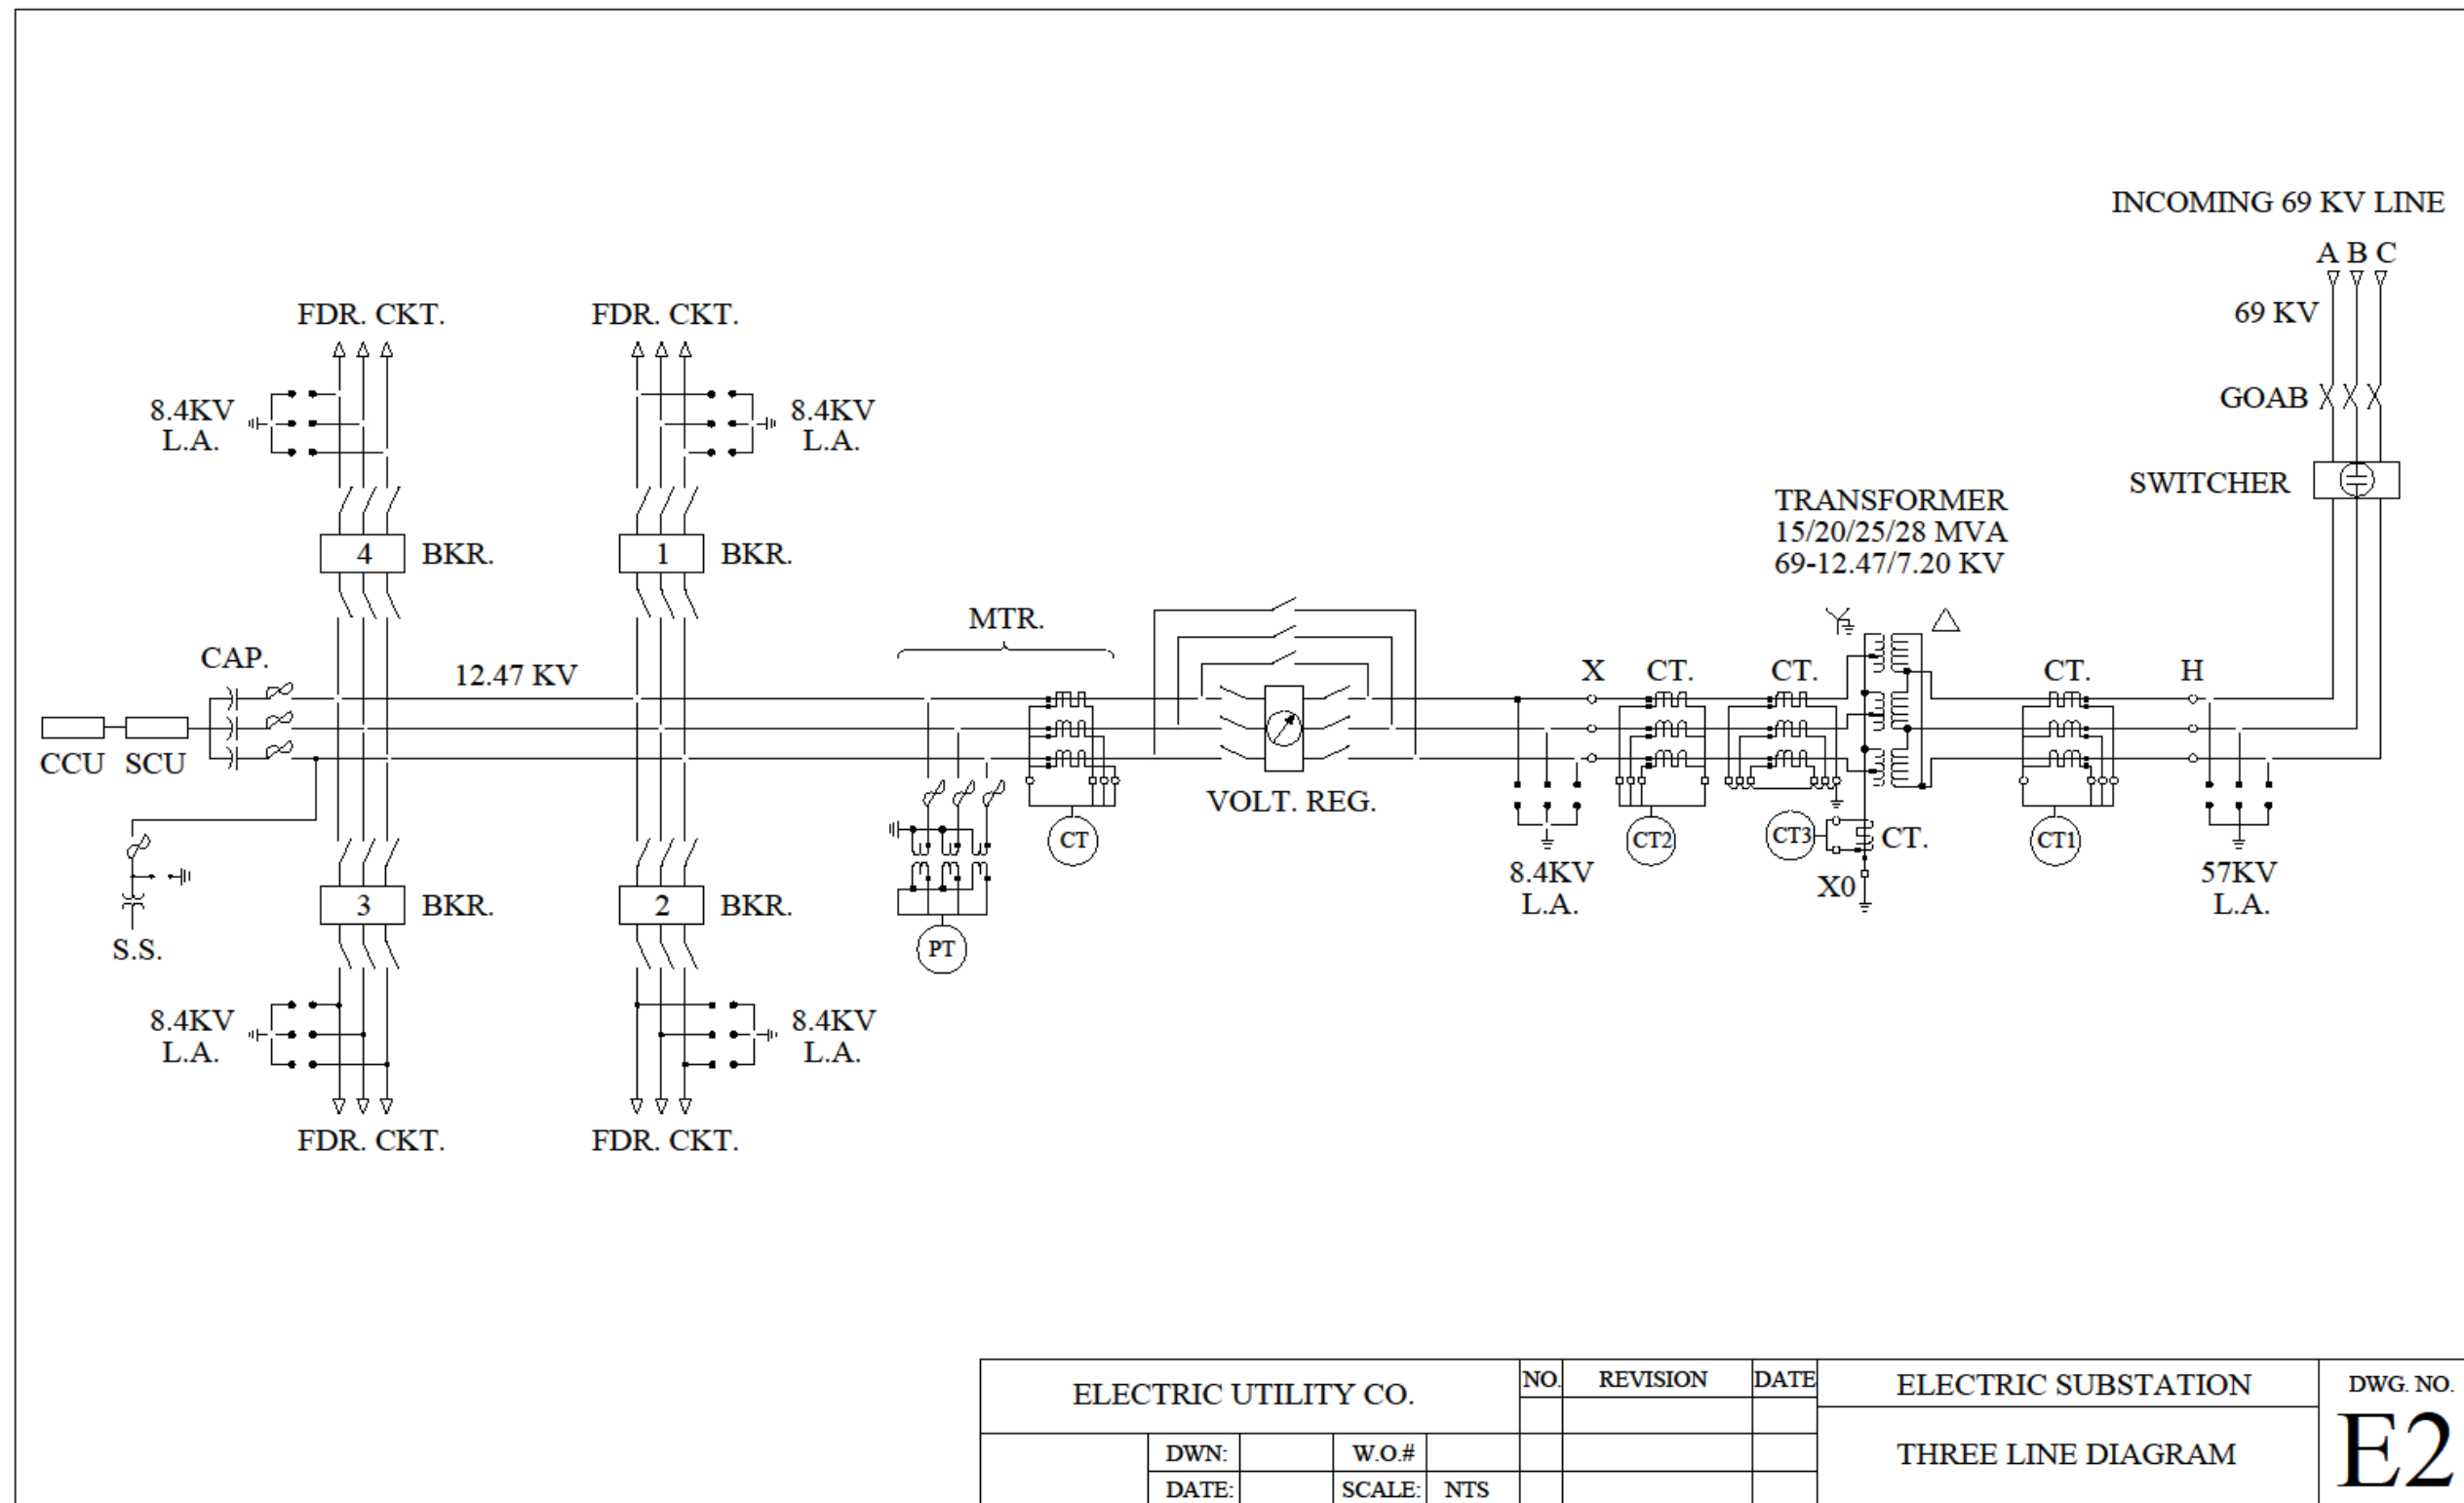 INCOMING 69 KV LINE
A B C
69 KV
FDR. CKT.
FDR. CKT.
GOAB
8.4KV
L.A.
8.4KV
L.A.
SWITCHER
TRANSFORMER
15/20/25/28 MVA
69-12.47/7.20 KV
4
BKR.
1
BKR.
MTR.
CAP.
12.47 KV
X
CT.
CT.
CT.
H
CCU
SCU
VOLT. REG.
CT
CT2
CT3
CT.
CT1
8.4KV
L.A.
X0
57KV
L.A.
3
BKR.
2
BKR.
S.S.
PT
8.4KV
L.A.
8.4KV
L.A.
FDR. CKT.
FDR. CKT.
ELECTRIC UTILITY CO.
NO.
REVISION
DATE
ELECTRIC SUBSTATION
DWG. NO.
E2
THREE LINE DIAGRAM
DWN:
W.O.#
DATE:
SCALE:
NTS